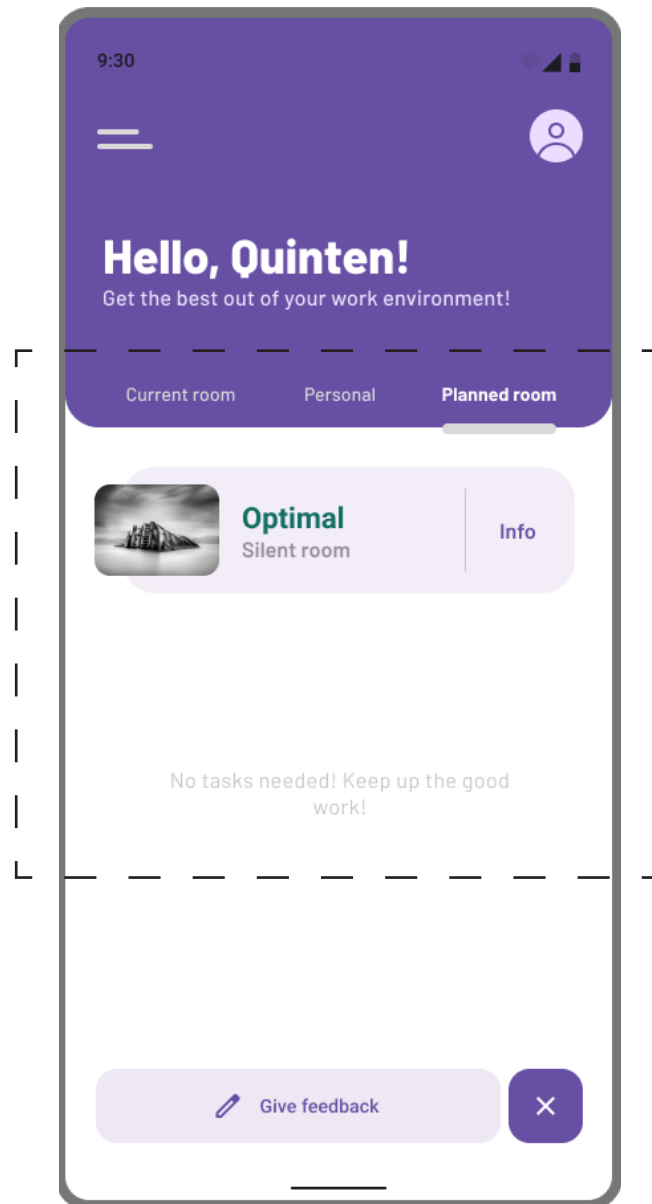 9:30
Hello, Quinten!
Get the best out of your work environment!
Current room
Personal
Planned room
Optimal
Silent room
Info
No tasks needed! Keep up the good
work!
Give feedback